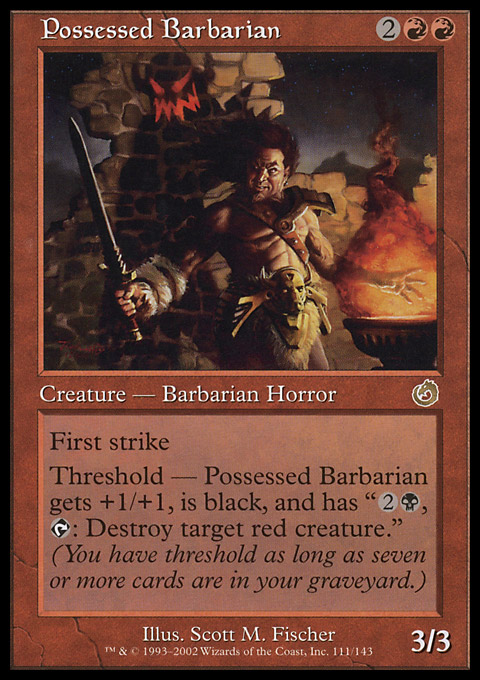 Possessed Barbarian 2
Creature — Barbarian Horror
First strike
Threshold — Possessed Barbarian
gets +1/+1, is black, and has “2,
: Destroy target red creature.”
(You have threshold as long as seven
or more cards are in your graveyard.)
Illus. Scott M. Fischer
™ & © 1993–2002 Wizards of the Coast, Inc. 111/143
3/3